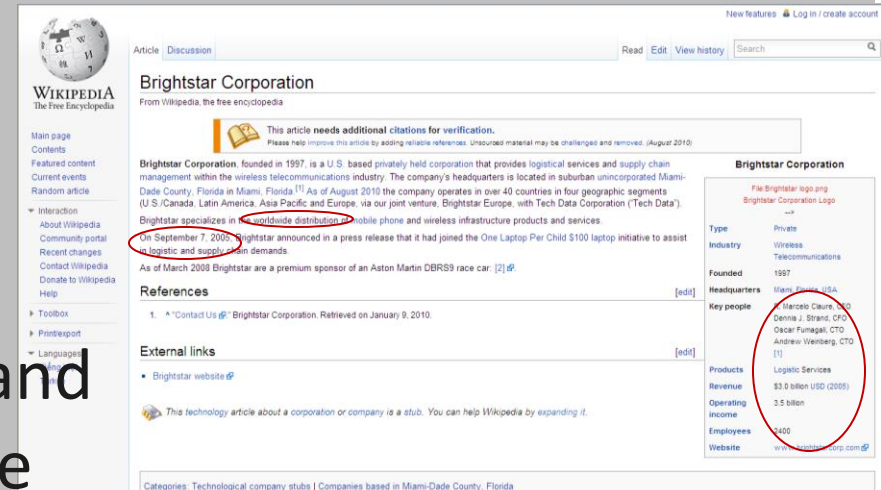 New features Log in / create account
Article Discussion Read Edit View history Search
WIKIPEDIA
The Free Encyclopedia
Main page
Contents
Featured content
Current events
Random article
Interaction
About Wikipedia
Community portal
Recent changes
Contact Wikipedia
Donate to Wikipedia
Help
Toolbox
Print/export
Languages
and
e
Brightstar Corporation
From Wikipedia, the free encyclopedia
This article needs additional citations for verification.
Please help improve this article by adding reliable references. Unsourced material may be challenged and removed. (August 2010)
Brightstar Corporation, founded in 1997, is a U.S. based privately held corporation that provides logistical services and supply chain
management within the wireless telecommunications industry. The company's headquarters is located in suburban unincorporated Miami-
Dade County, Florida in Miami, Florida.[1] As of August 2010 the company operates in over 40 countries in four geographic segments
(U.S./Canada, Latin America, Asia Pacific and Europe, via our joint venture, Brightstar Europe, with Tech Data Corporation ("Tech Data").
Brightstar specializes in the worldwide distribution of mobile phone and wireless infrastructure products and services.
On September 7, 2005, Brightstar announced in a press release that it had joined the One Laptop Per Child $100 laptop initiative to assist
in logistic and supply chain demands.
As of March 2008 Brightstar are a premium sponsor of an Aston Martin DBRS9 race car: [2].
References [edit]
1. ^ "Contact Us." Brightstar Corporation. Retrieved on January 9, 2010.
External links [edit]
• Brightstar website
This technology article about a corporation or company is a stub. You can help Wikipedia by expanding it.
Categories: Technological company stubs | Companies based in Miami-Dade County, Florida
Brightstar Corporation
File:Brightstar logo.png
Brightstar Corporation Logo
Type Private
Industry Wireless
Telecommunications
Founded 1997
Headquarters Miami, Florida, USA
Key people R. Marcelo Claure, CEO
Dennis J. Strand, CFO
Oscar Fumagali, CTO
Andrew Weinberg, CTO
[1]
Products Logistic Services
Revenue $3.0 billion USD (2005)
Operating 3.5 billion
income
Employees 2400
Website www.brightstarcorp.com